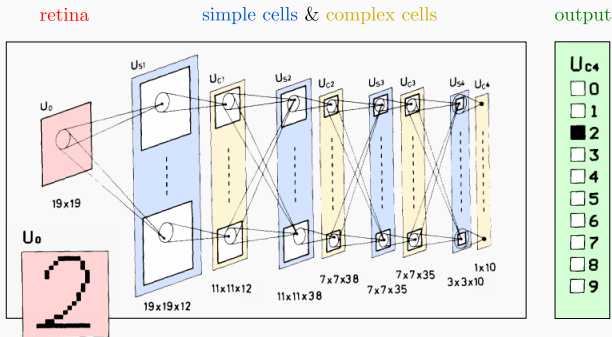 retina
simple cells & complex cells
output
U₀
19x19
U₀
US1
19x19x12
UC1
11x11x12
US2
11x11x38
UC2
7x7x38
US3
7x7x35
UC3
7x7x35
US4
3x3x10
UC4
1x10
UC4
0
1
2
3
4
5
6
7
8
9
2